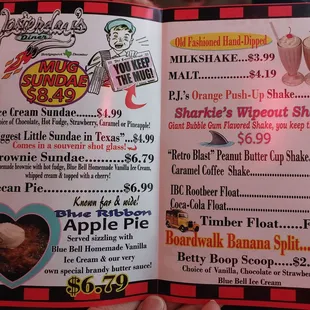 Yesterday's
Diner
MUG
SUNDAE
$8.49
YOU KEEP
THE MUG!
Ice Cream Sundae.......$4.99
Choice of Chocolate, Hot Fudge, Strawberry, Caramel or Pineapple!
ggest Little Sundae in Texas"...4.99
Comes in a souvenir shot glass!
rownie Sundae............$6.79
memade brownie with hot fudge, Blue Bell Homemade Vanilla Ice Cream,
whipped cream & topped with a cherry!
ecan Pie....................$6.99
Known far & wide!
Blue Ribbon
Apple Pie
Served sizzling with
Blue Bell Homemade Vanilla
Ice Cream & our very
own special brandy butter sauce!
$6.79
Old Fashioned Hand-Dipped
MILKSHAKE...$3.99
MALT............$4.19
P.J.'s Orange Push-Up Shake
Sharkie's Wipeout Sh
Giant Bubble Gum Flavored Shake, you keep t
$6.99
"Retro Blast" Peanut Butter Cup Shake
Caramel Coffee Shake
IBC Rootbeer Float
Coca-Cola Float
Timber Float
Boardwalk Banana Split
Betty Boop Scoop.....$2.
Choice of Vanilla, Chocolate or Strawbe
Blue Bell Ice Cream